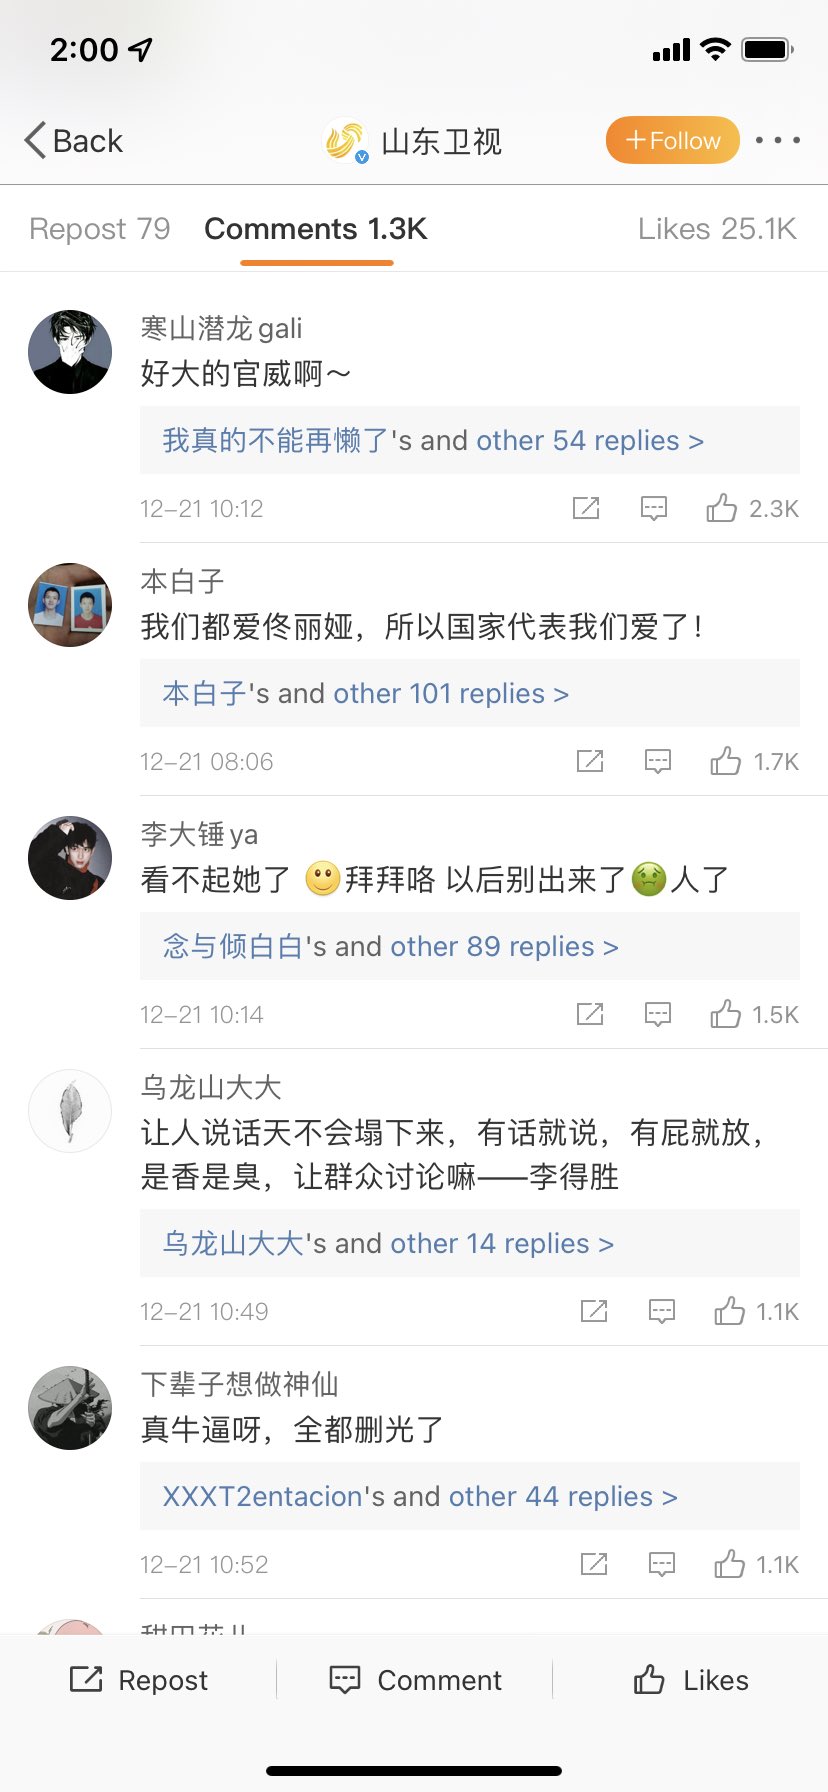 2:00
Back
山东卫视
+Follow
Repost 79
Comments 1.3K
Likes 25.1K
寒山潜龙gali
好大的官威啊～
我真的不能再懒了's and other 54 replies >
12-21 10:12
2.3K
本白子
我们都爱佟丽娅，所以国家代表我们爱了！
本白子's and other 101 replies >
12-21 08:06
1.7K
李大锤ya
看不起她了 🙂拜拜咯 以后别出来了🤢人了
念与倾白白's and other 89 replies >
12-21 10:14
1.5K
乌龙山大大
让人说话天不会塌下来，有话就说，有屁就放，
是香是臭，让群众讨论嘛——李得胜
乌龙山大大's and other 14 replies >
12-21 10:49
1.1K
下辈子想做神仙
真牛逼呀，全都删光了
XXXT2entacion's and other 44 replies >
12-21 10:52
1.1K
Repost
Comment
Likes